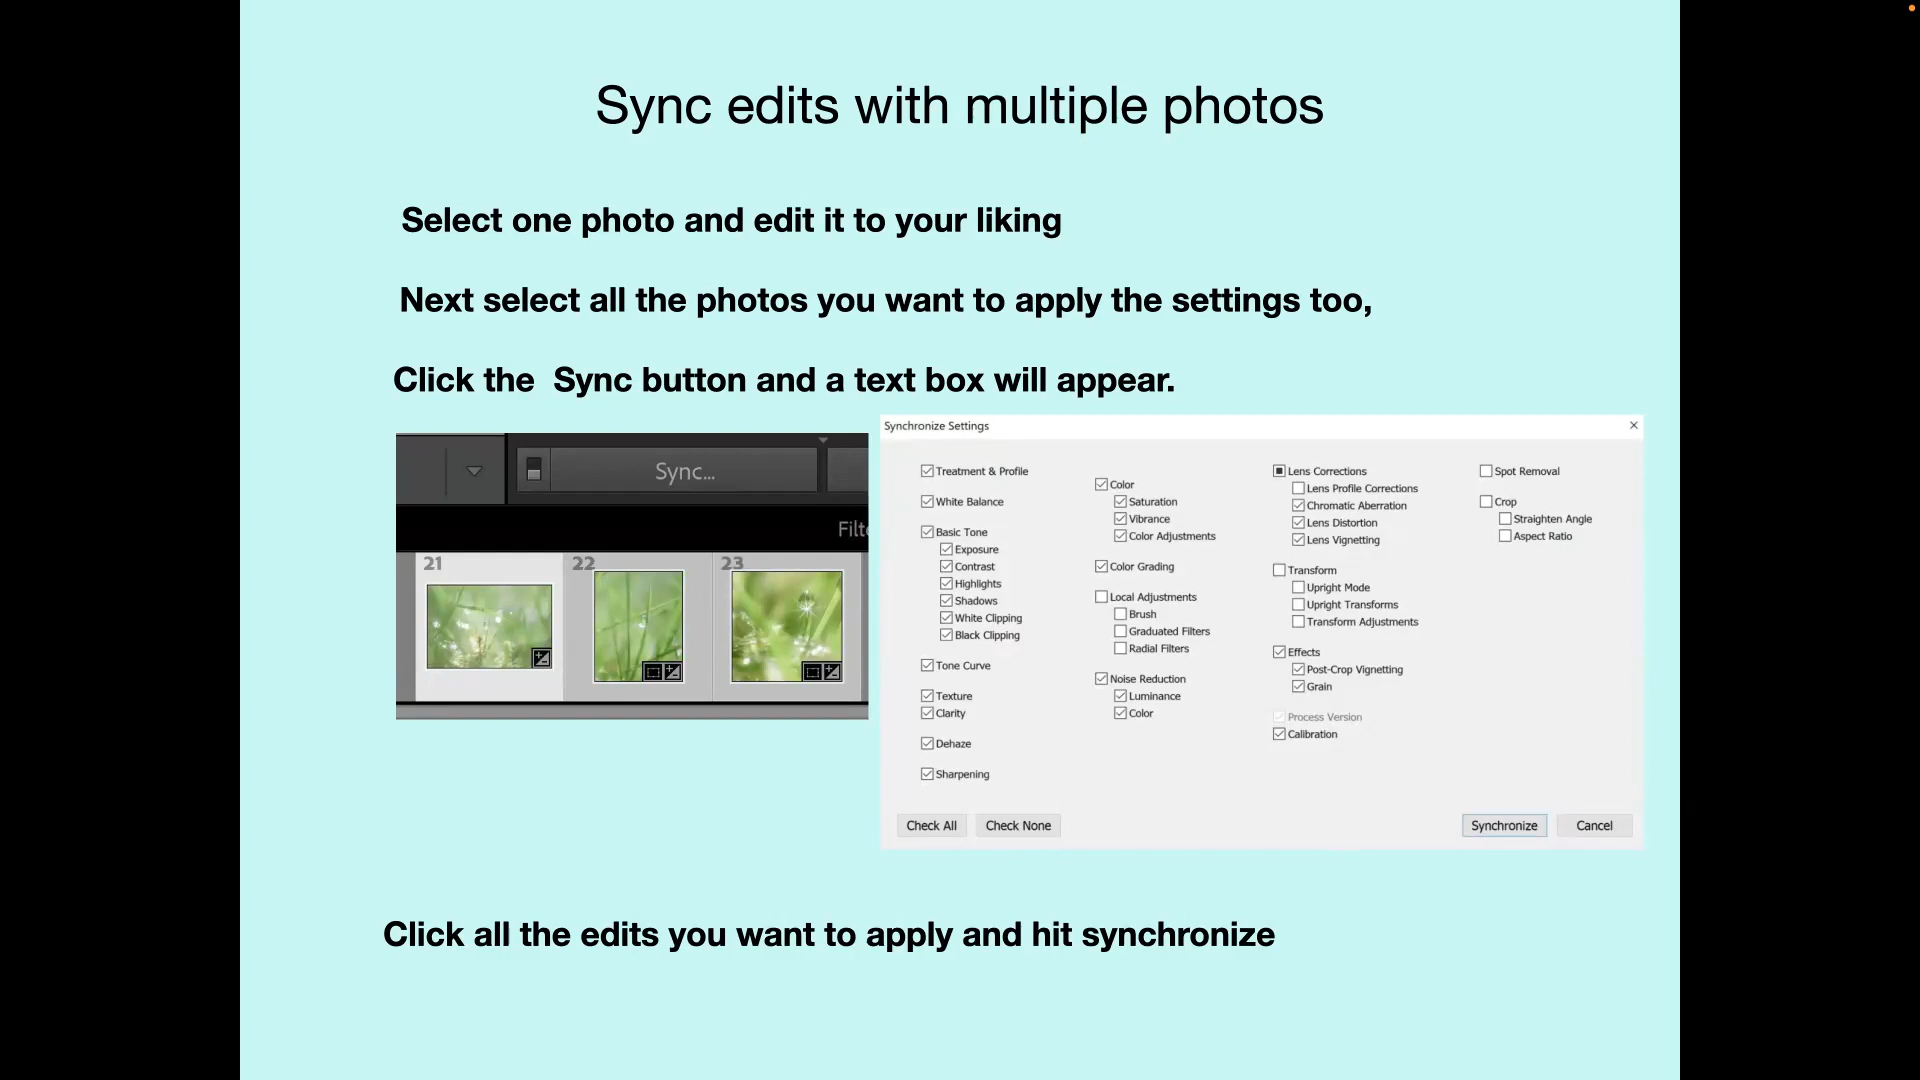 Sync edits with multiple photos
Select one photo and edit it to your liking
Next select all the photos you want to apply the settings too,
Click the  Sync button and a text box will appear.
Sync...
Filte
21
22
23
Synchronize Settings
Treatment & Profile
White Balance
Basic Tone
Exposure
Contrast
Highlights
Shadows
White Clipping
Black Clipping
Tone Curve
Texture
Clarity
Dehaze
Sharpening
Color
Saturation
Vibrance
Color Adjustments
Color Grading
Local Adjustments
Brush
Graduated Filters
Radial Filters
Noise Reduction
Luminance
Color
Lens Corrections
Lens Profile Corrections
Chromatic Aberration
Lens Distortion
Lens Vignetting
Transform
Upright Mode
Upright Transforms
Transform Adjustments
Effects
Post-Crop Vignetting
Grain
Process Version
Calibration
Spot Removal
Crop
Straighten Angle
Aspect Ratio
Check All
Check None
Synchronize
Cancel
Click all the edits you want to apply and hit synchronize